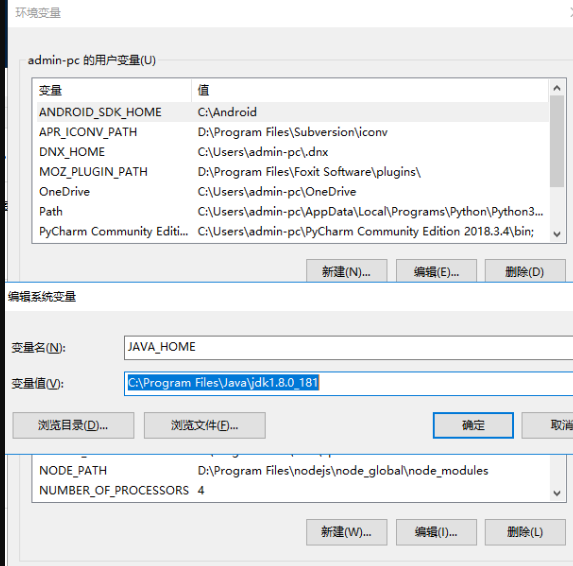 环境变量
admin-pc 的用户变量(U)
变量 值
ANDROID_SDK_HOME C:\Android
APR_ICONV_PATH D:\Program Files\Subversion\iconv
DNX_HOME C:\Users\admin-pc\.dnx
MOZ_PLUGIN_PATH D:\Program Files\Foxit Software\plugins\
OneDrive C:\Users\admin-pc\OneDrive
Path C:\Users\admin-pc\AppData\Local\Programs\Python\Python3...
PyCharm Community Editi... C:\Users\admin-pc\PyCharm Community Edition 2018.3.4\bin;
新建(N)... 编辑(E)... 删除(D)
编辑系统变量
变量名(N): JAVA_HOME
变量值(V): C:\Program Files\Java\jdk1.8.0_181
浏览目录(D)... 浏览文件(F)... 确定 取消
NODE_PATH D:\Program Files\nodejs\node_global\node_modules
NUMBER_OF_PROCESSORS 4
新建(W)... 编辑(I)... 删除(L)